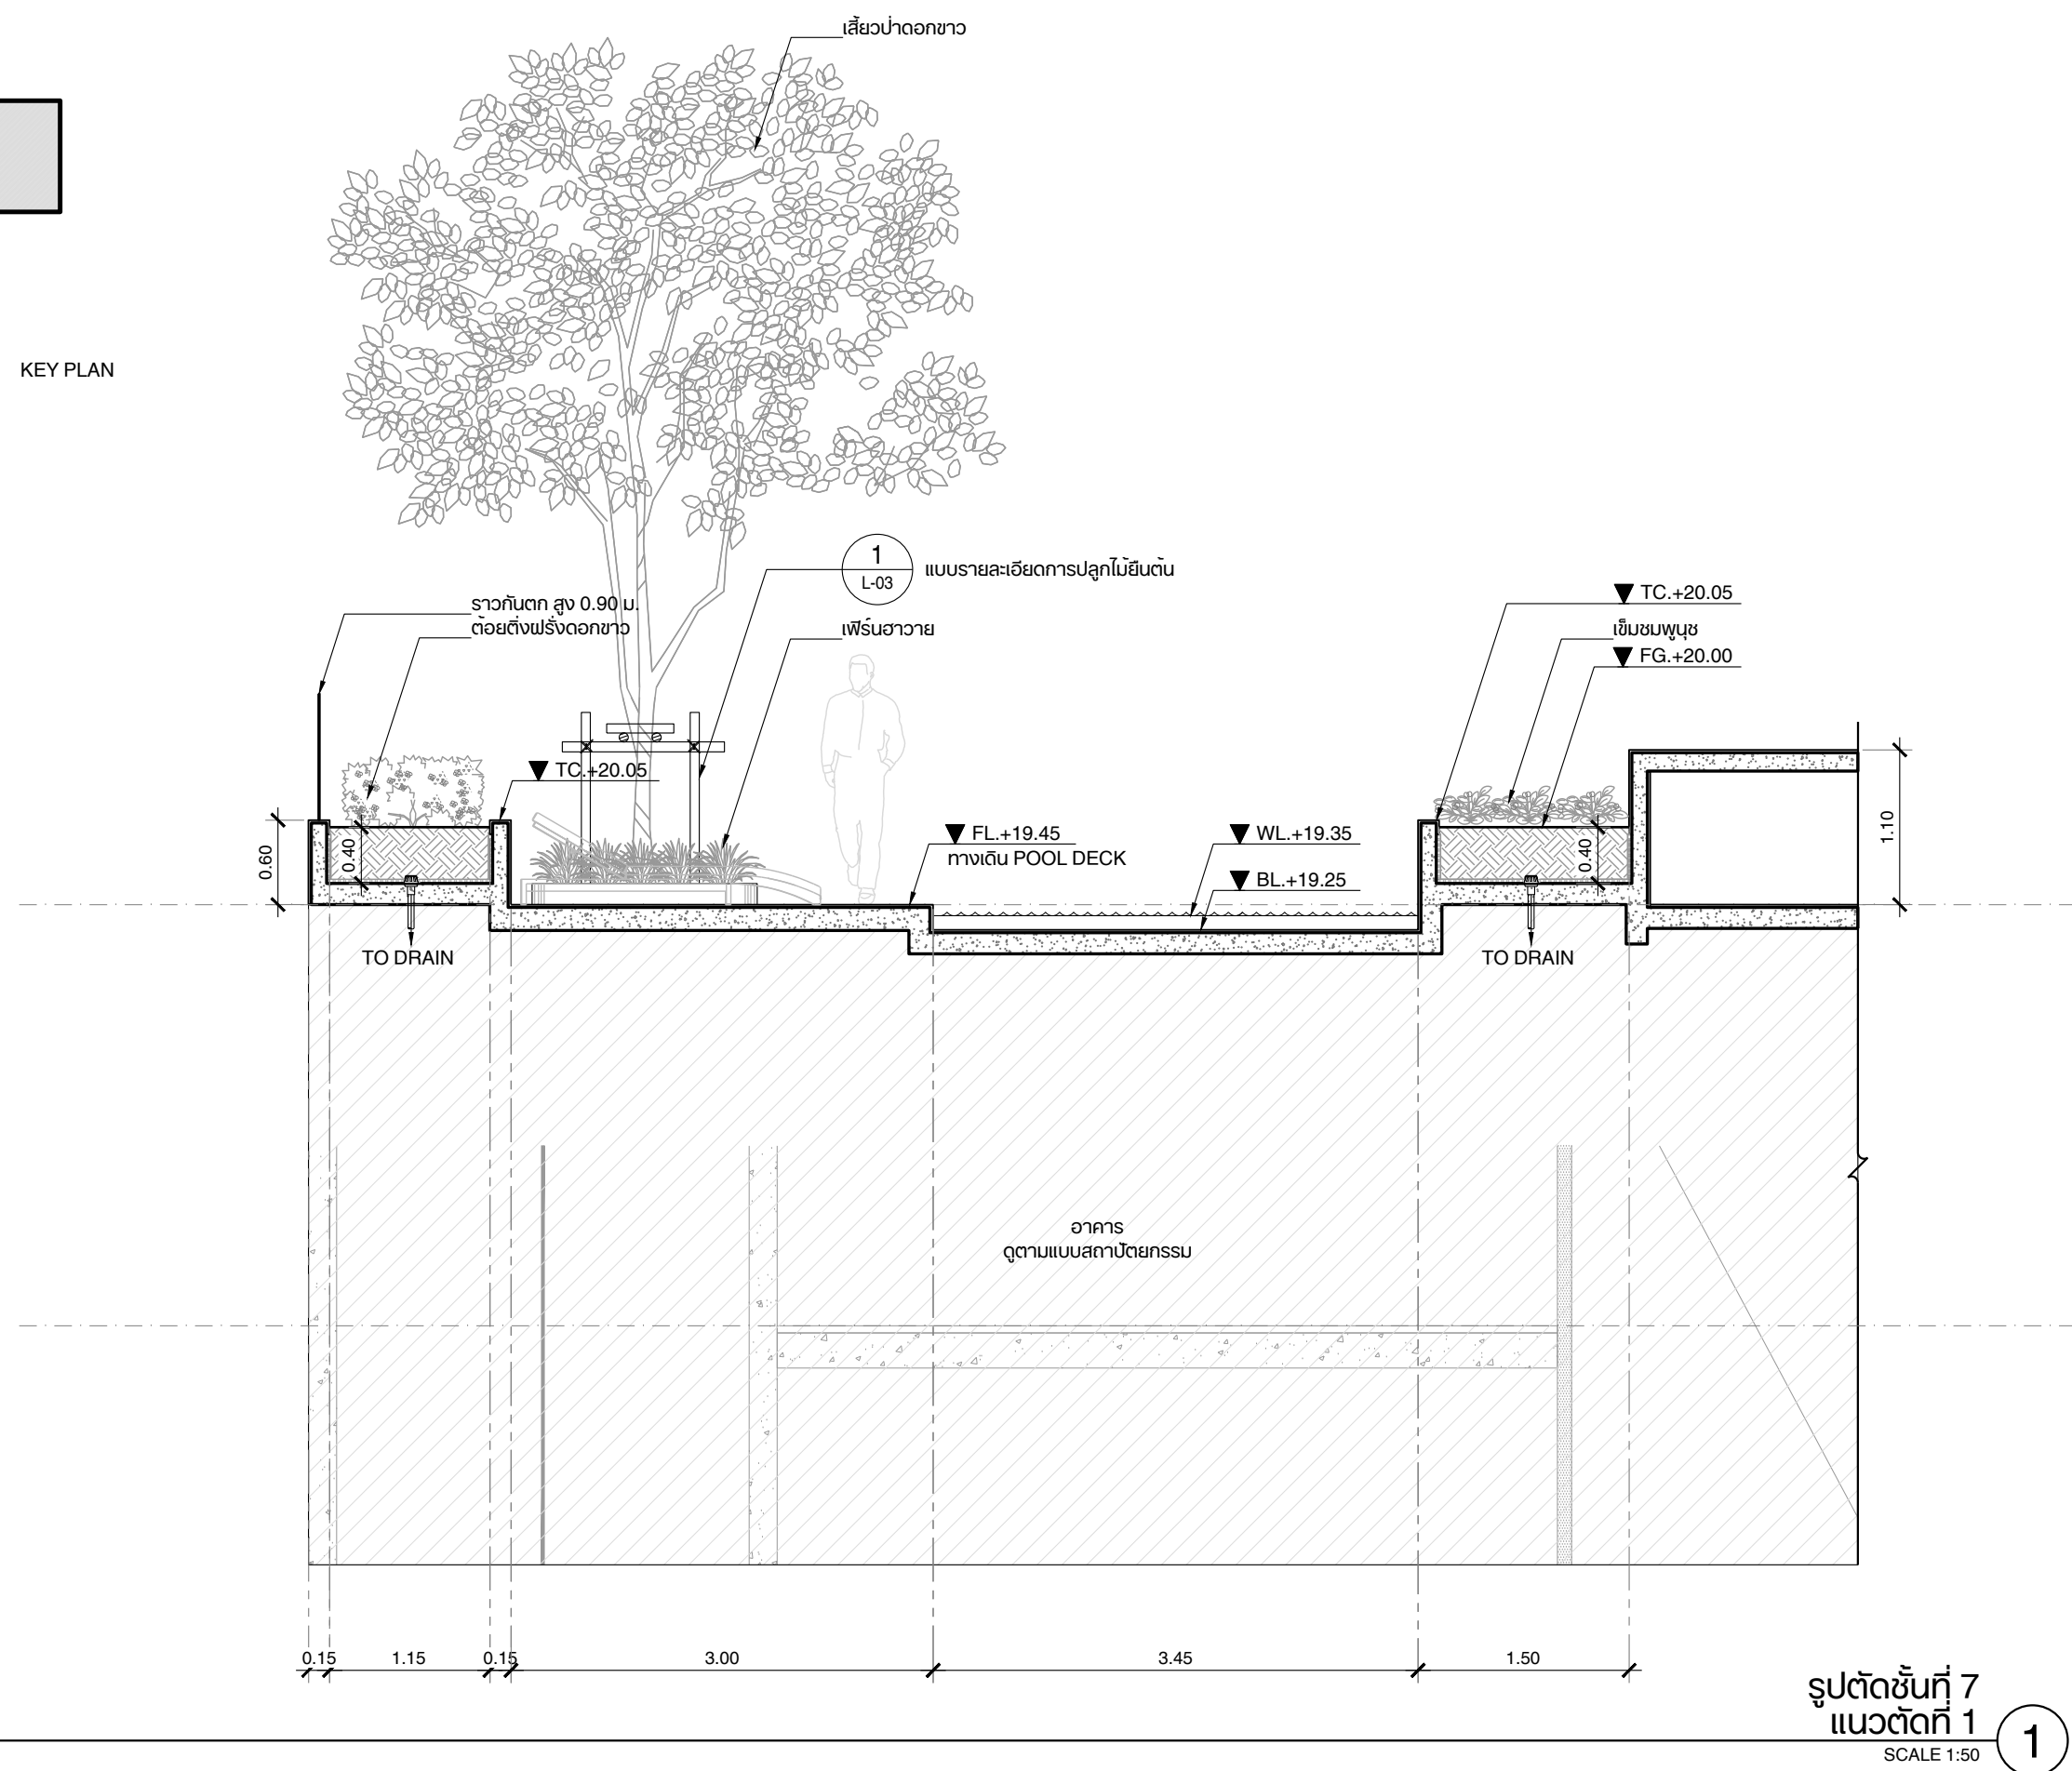 เสี้ยวป่าดอกขาว
KEY PLAN
1
L-03
แบบรายละเอียดการปลูกไม้ยืนต้น
ราวกันตก สูง 0.90 ม.
ต้อยติ่งฝรั่งดอกขาว
เฟิร์นฮาวาย
TC.+20.05
เข็มชมพูนุช
FG.+20.00
TC.+20.05
0.60
0.40
FL.+19.45
ทางเดิน POOL DECK
WL.+19.35
BL.+19.25
0.40
1.10
TO DRAIN
TO DRAIN
อาคาร
ดูตามแบบสถาปัตยกรรม
0.15 1.15 0.15 3.00 3.45 1.50
รูปตัดชั้นที่ 7
แนวตัดที่ 1
SCALE 1:50
1